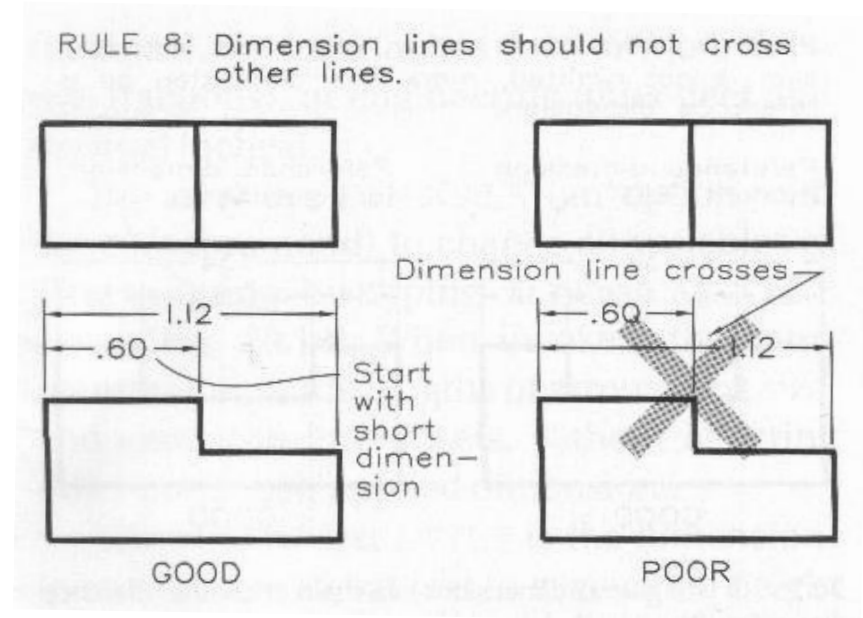 RULE 8: Dimension lines should not cross
other lines.
Dimension line crosses
1.12
.60
Start
with
short
dimen-
sion
.60
1.12
GOOD
POOR